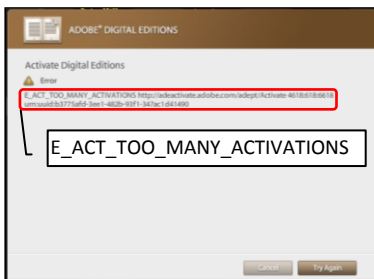 ADOBE® DIGITAL EDITIONS
Activate Digital Editions
Error
E_ACT_TOO_MANY_ACTIVATIONS http://adeactivate.adobe.com/adept/Activate 4618:618:6618
urn:uuid:b3775afd-3ee1-482b-93f1-347ac1d41490
E_ACT_TOO_MANY_ACTIVATIONS
Cancel Try Again